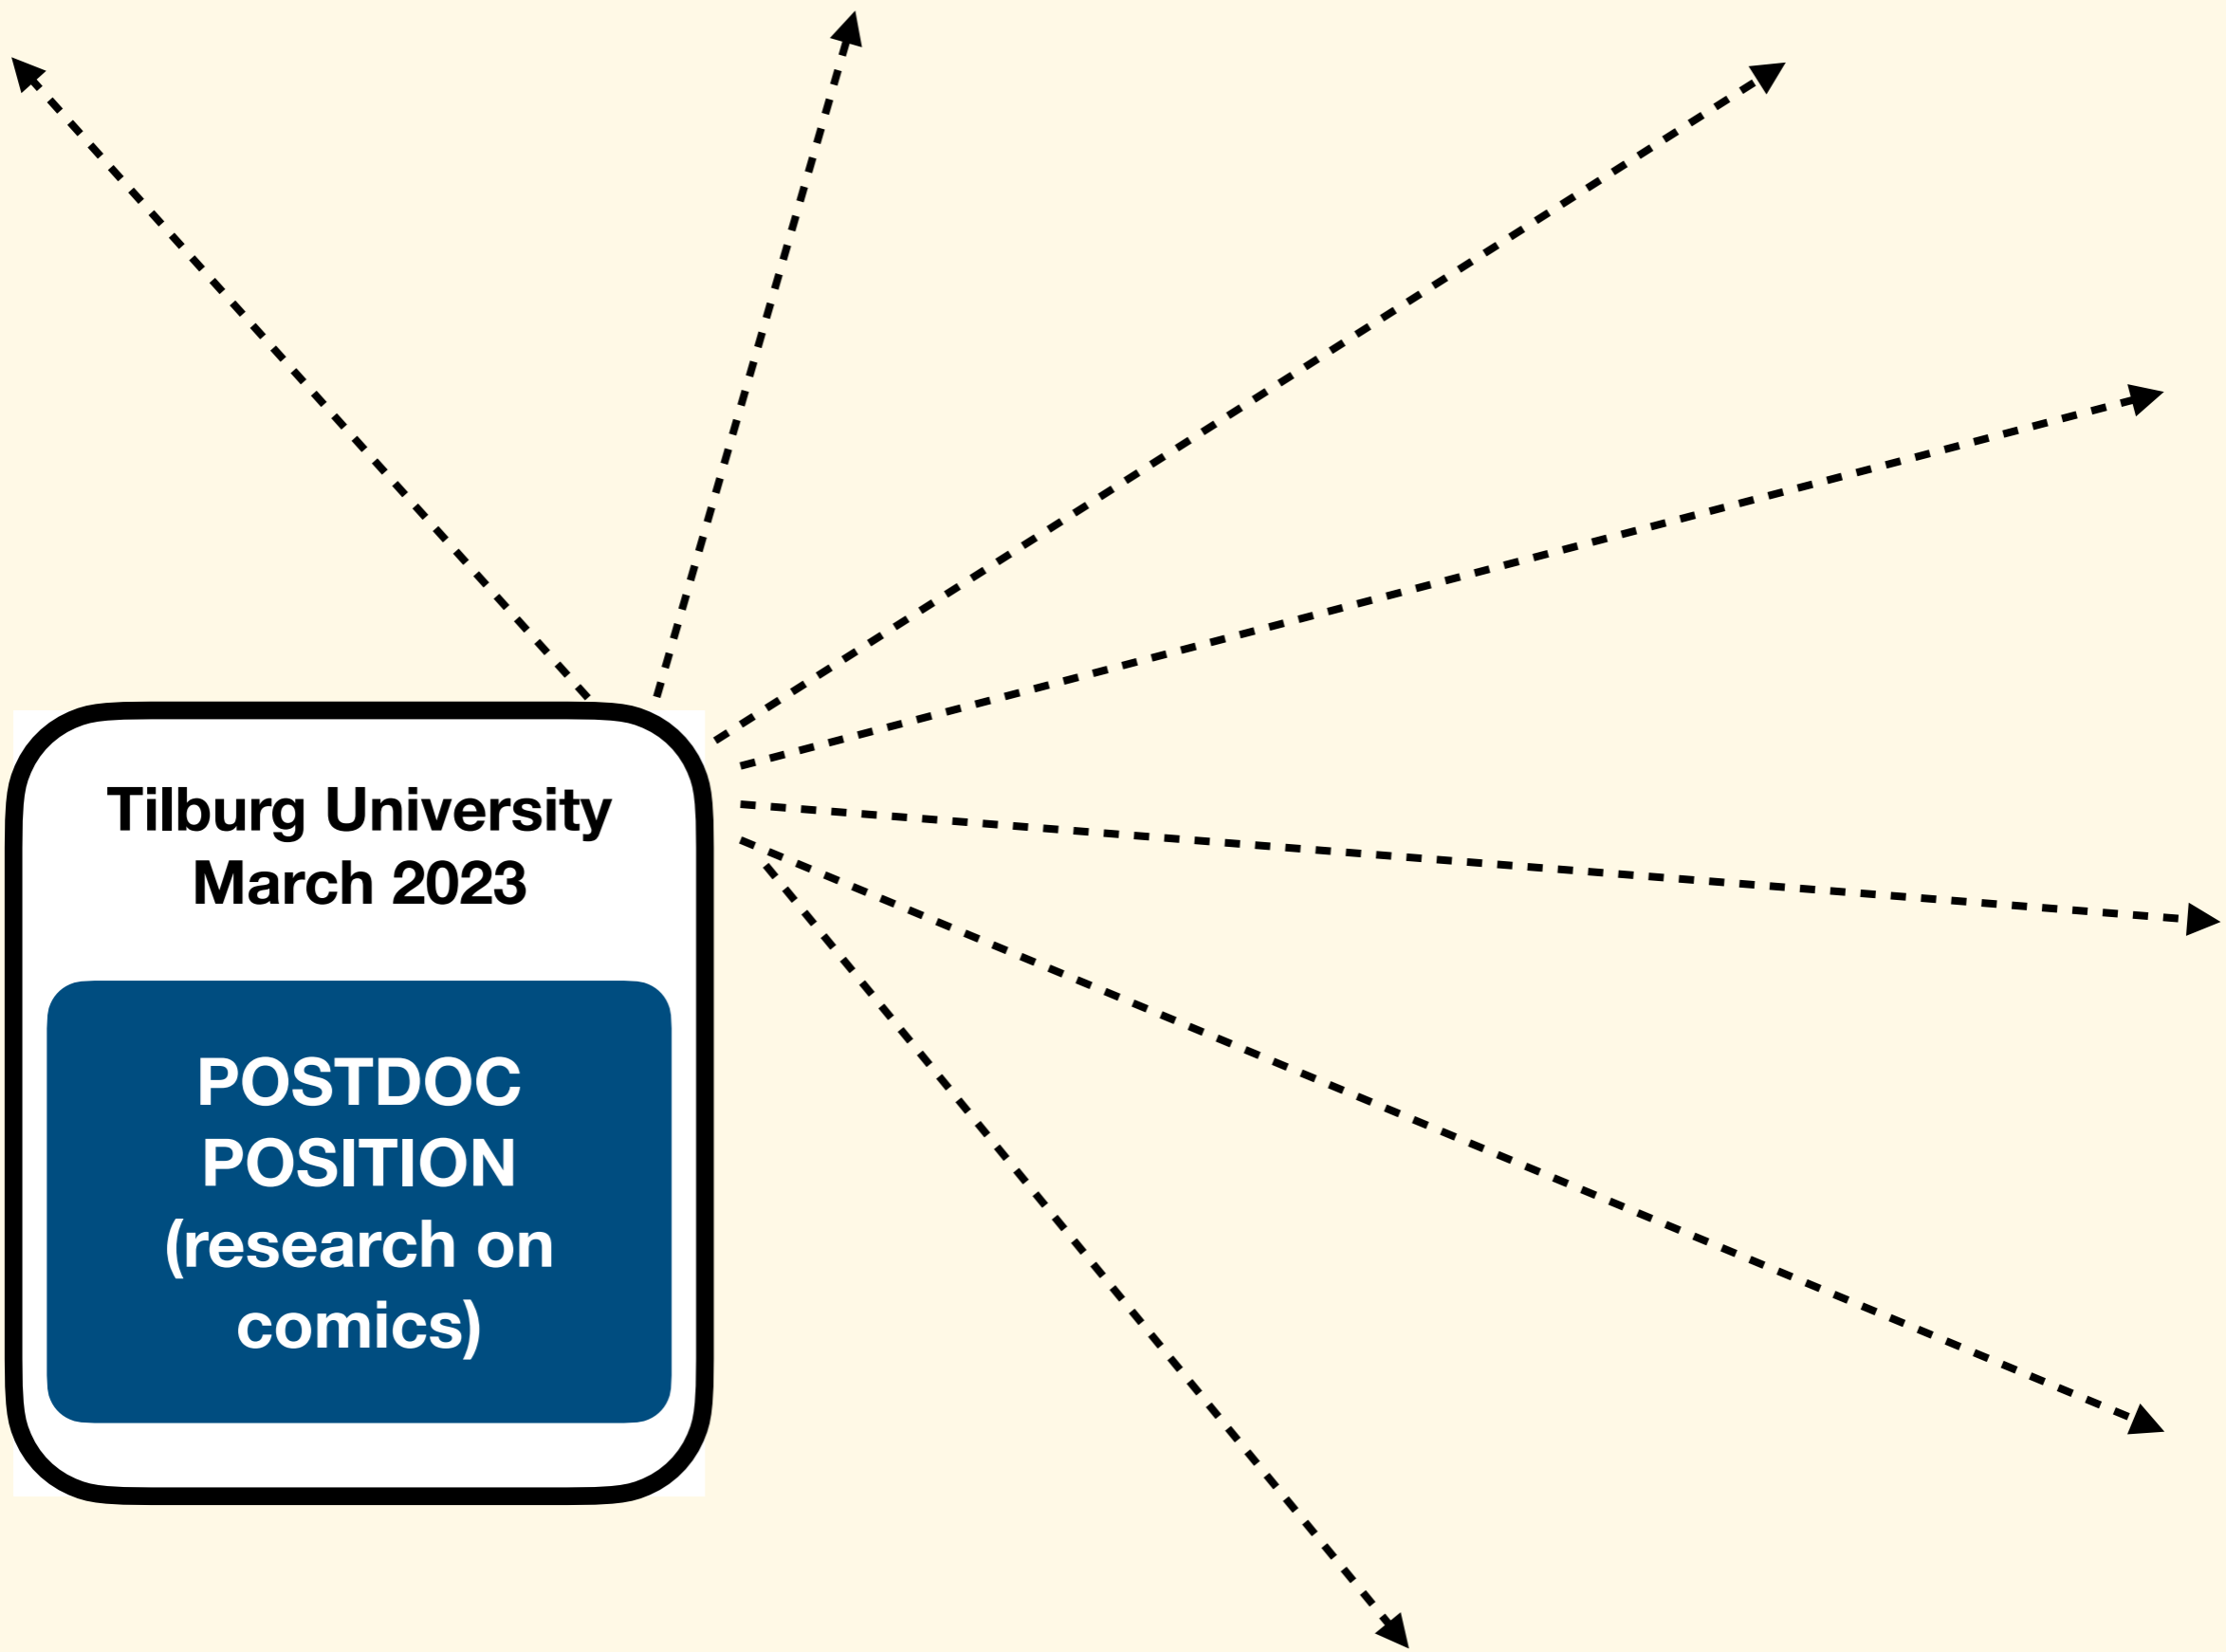 Tilburg University
March 2023
POSTDOC
POSITION
(research on
comics)